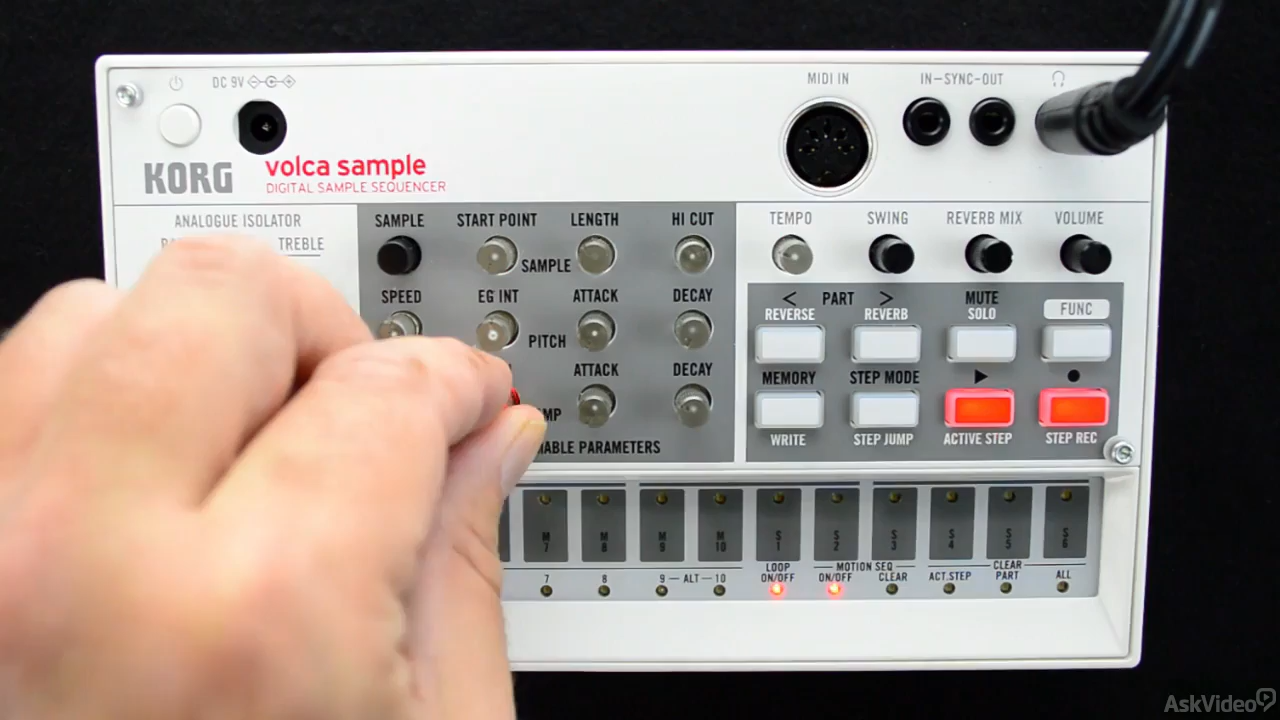 DC 9V
MIDI IN
IN-SYNC-OUT
KORG
volca sample
DIGITAL SAMPLE SEQUENCER
ANALOGUE ISOLATOR
TREBLE
SAMPLE START POINT LENGTH HI CUT
TEMPO SWING REVERB MIX VOLUME
SAMPLE
SPEED EG INT ATTACK DECAY
PITCH
ATTACK DECAY
< PART > MUTE
REVERSE REVERB SOLO FUNC
MEMORY STEP MODE
WRITE STEP JUMP ACTIVE STEP STEP REC
PARAMETERS
M 7 M 8 M 9 M 10 S 1 S 2 S 3 S 4 S 5 S 6
LOOP MOTION SEQ CLEAR
7 8 9 — ALT — 10 ON/OFF ON/OFF CLEAR ACT.STEP PART ALL
AskVideo